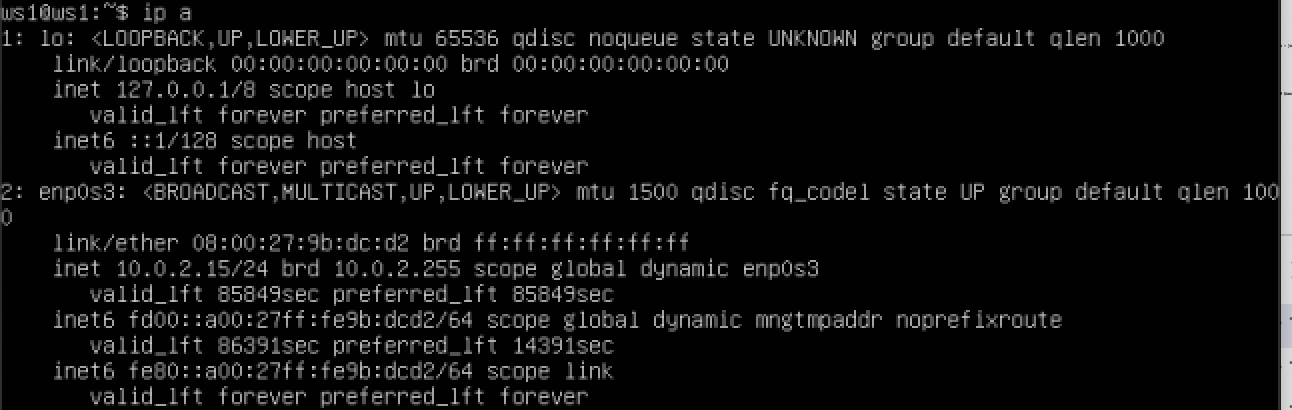 ws1@ws1:~$ ip a
1: lo: <LOOPBACK,UP,LOWER_UP> mtu 65536 qdisc noqueue state UNKNOWN group default qlen 1000
    link/loopback 00:00:00:00:00:00 brd 00:00:00:00:00:00
    inet 127.0.0.1/8 scope host lo
       valid_lft forever preferred_lft forever
    inet6 ::1/128 scope host
       valid_lft forever preferred_lft forever
2: enp0s3: <BROADCAST,MULTICAST,UP,LOWER_UP> mtu 1500 qdisc fq_codel state UP group default qlen 100
0
    link/ether 08:00:27:9b:dc:d2 brd ff:ff:ff:ff:ff:ff
    inet 10.0.2.15/24 brd 10.0.2.255 scope global dynamic enp0s3
       valid_lft 85849sec preferred_lft 85849sec
    inet6 fd00::a00:27ff:fe9b:dcd2/64 scope global dynamic mngtmpaddr noprefixroute
       valid_lft 86391sec preferred_lft 14391sec
    inet6 fe80::a00:27ff:fe9b:dcd2/64 scope link
       valid_lft forever preferred_lft forever